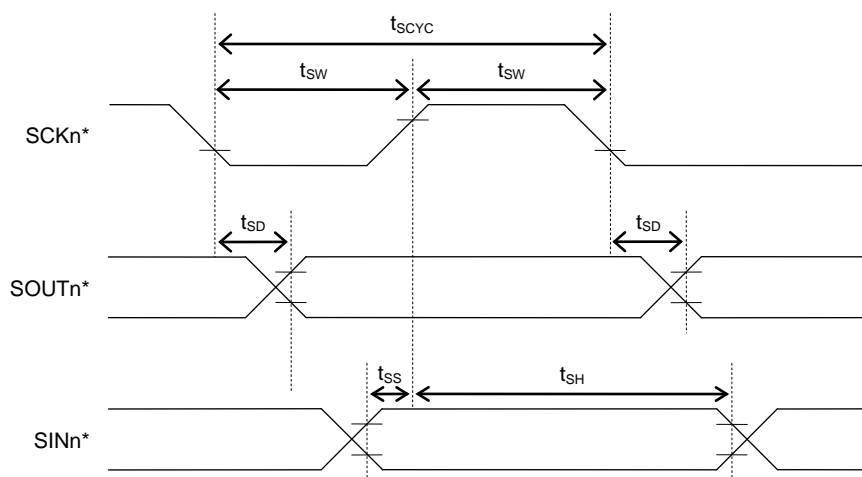 tSCYC
tSW tSW
SCKn*
tSD tSD
SOUTn*
tSS tSH
SINn*